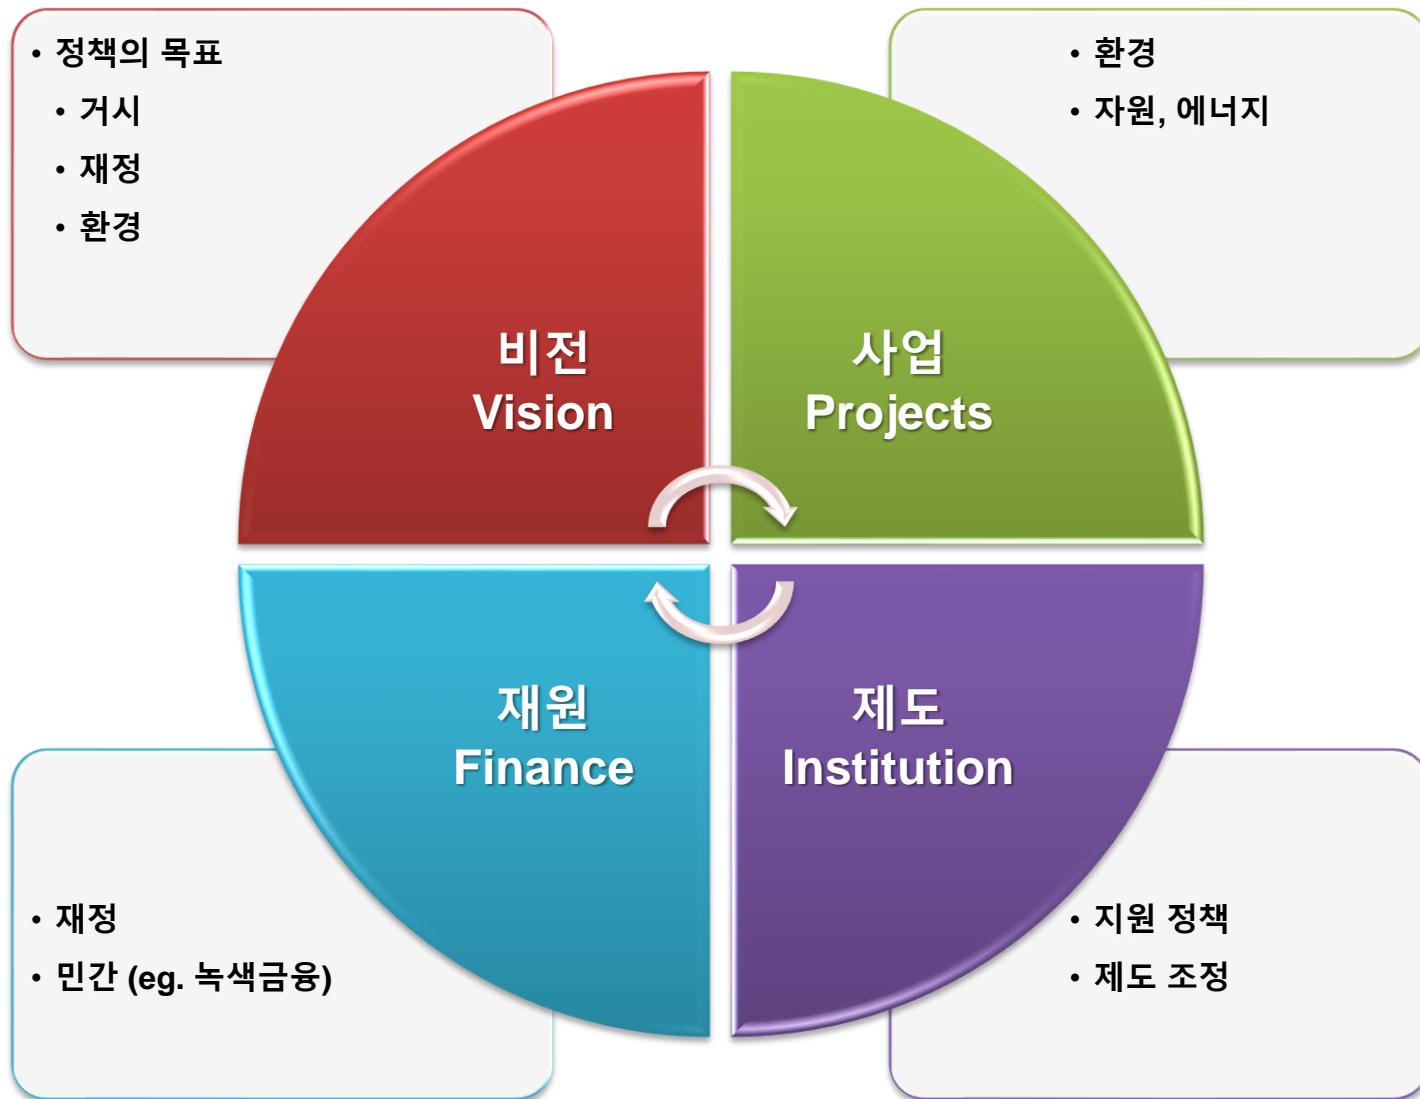 • 정책의 목표
• 거시
• 재정
• 환경
• 환경
• 자원, 에너지
비전
Vision
사업
Projects
재원
Finance
제도
Institution
• 재정
• 민간 (eg. 녹색금융)
• 지원 정책
• 제도 조정